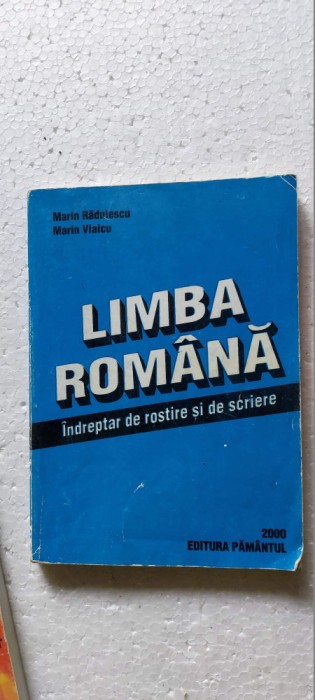 Marin Rădulescu
Marin Vlaicu
LIMBA
ROMÂNĂ
Îndreptar de rostire și de scriere
2000
EDITURA PĂMÂNTUL